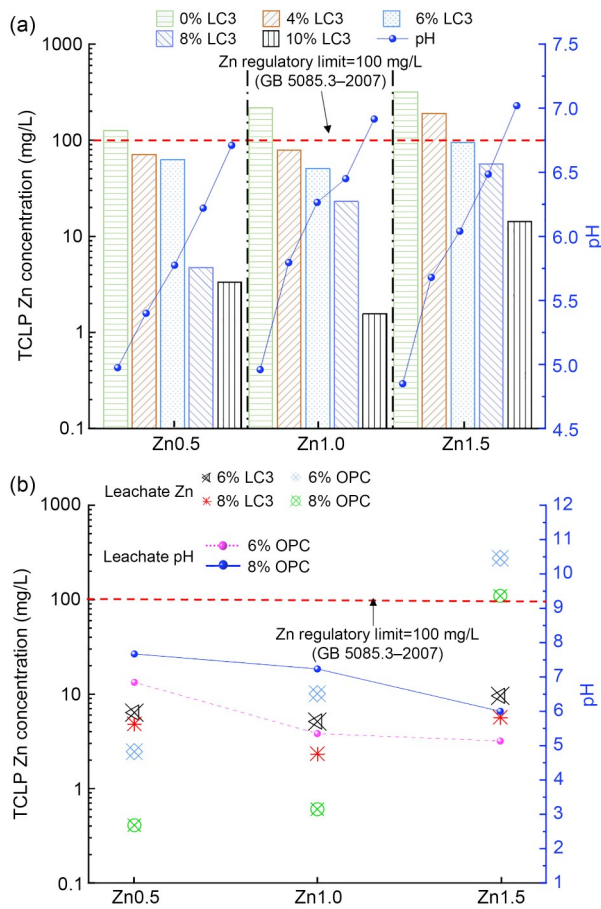 (a)
0% LC3 4% LC3 6% LC3
8% LC3 10% LC3 pH
1000 7.5
Zn regulatory limit=100 mg/L
(GB 5085.3–2007)
7.0
100
6.5
10 6.0
5.5
1
5.0
0.1 4.5
TCLP Zn concentration (mg/L)
pH
Zn0.5 Zn1.0 Zn1.5
(b)
Leachate Zn
6% LC3 6% OPC
8% LC3 8% OPC
1000 12
Leachate pH
6% OPC
8% OPC
11
10
100
9
Zn regulatory limit=100 mg/L
(GB 5085.3–2007)
8
7
10
6
5
4
1
3
2
0.1 1
TCLP Zn concentration (mg/L)
pH
Zn0.5 Zn1.0 Zn1.5